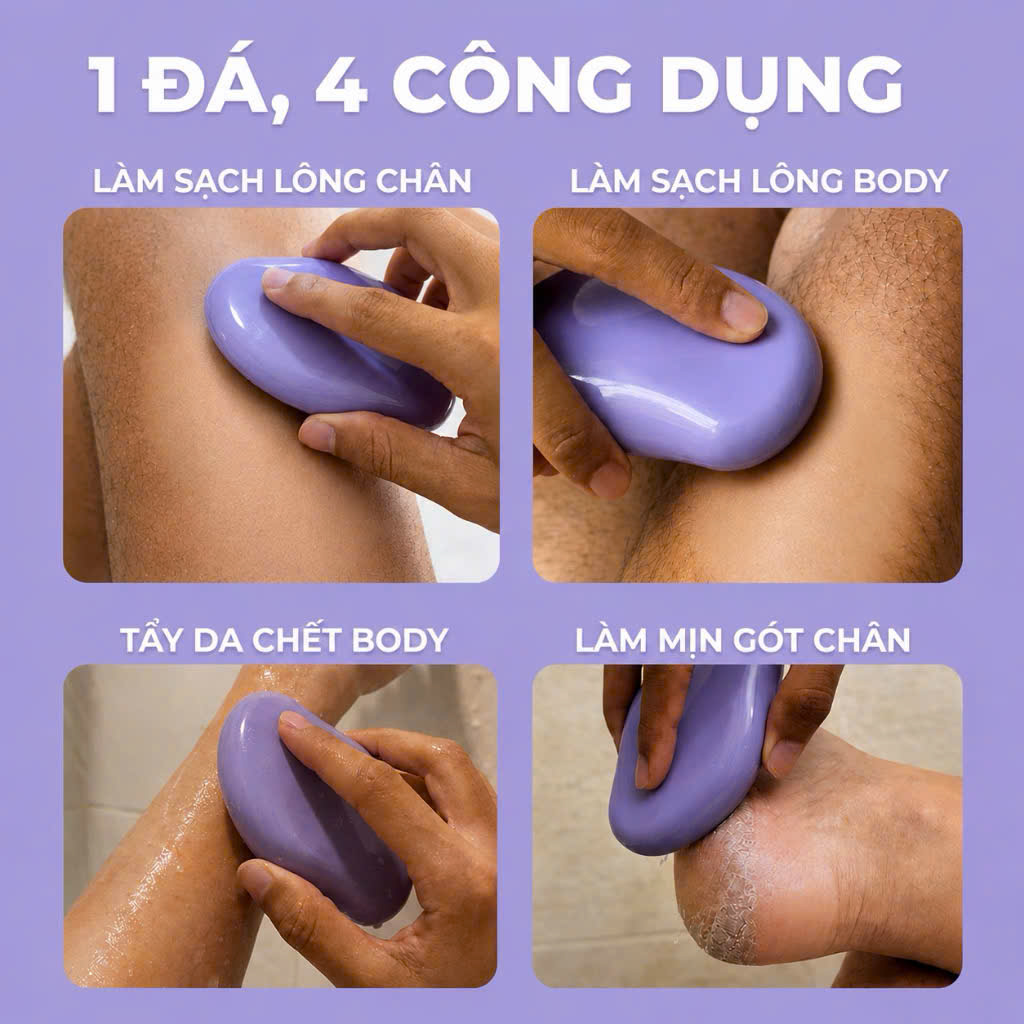 1 ĐÁ, 4 CÔNG DỤNG
LÀM SẠCH LÔNG CHÂN
LÀM SẠCH LÔNG BODY
TẨY DA CHẾT BODY
LÀM MỊN GÓT CHÂN